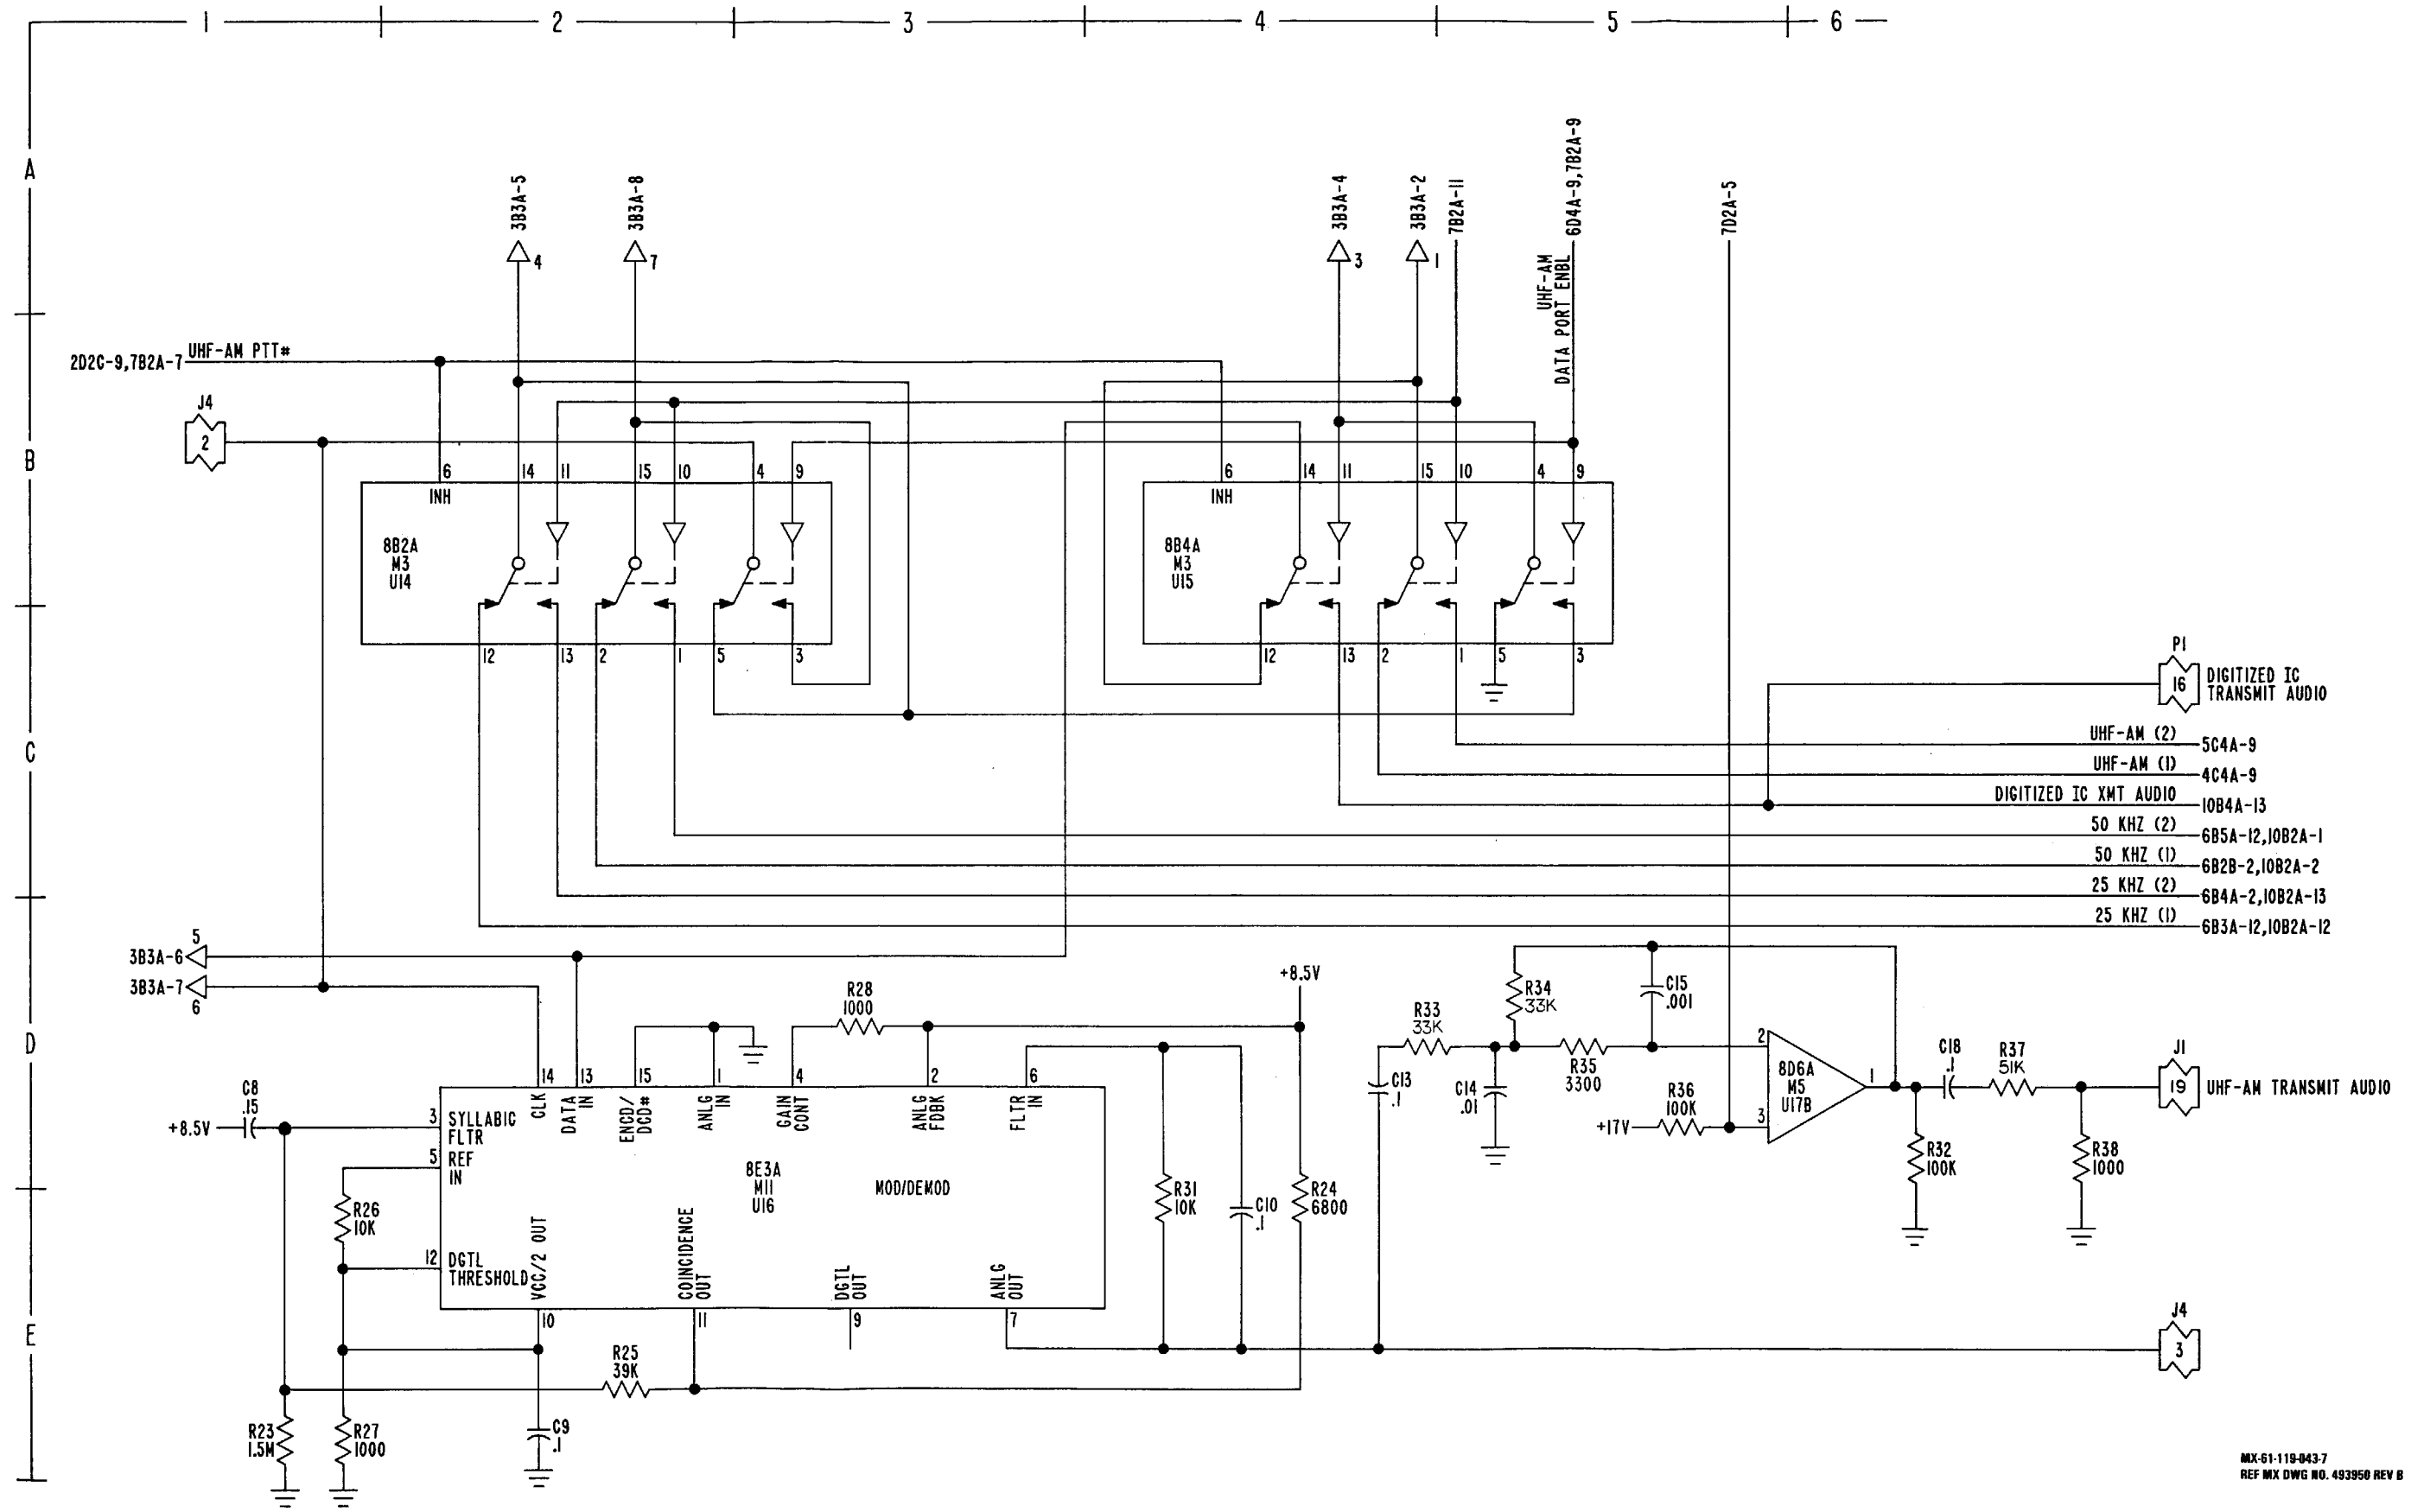 1 2 3 4 5 6
A
3B3A-5
3B3A-8
3B3A-4
3B3A-2
7B2A-11
6D4A-9,7B2A-9
7D2A-5
4
7
3
1
UHF-AM
DATA PORT ENBL
2D2C-9,7B2A-7
UHF-AM PTT#
J4
2
B
6 14 11 15 10 4 9
INH
8B2A
M3
U14
12 13 2 1 5 3
6 14 11 15 10 4 9
INH
8B4A
M3
U15
12 13 2 1 5 3
P1
16
DIGITIZED IC
TRANSMIT AUDIO
C
UHF-AM (2) 5C4A-9
UHF-AM (1) 4C4A-9
DIGITIZED IC XMT AUDIO 10B4A-13
50 KHZ (2) 6B5A-12,10B2A-1
50 KHZ (1) 6B2B-2,10B2A-2
25 KHZ (2) 6B4A-2,10B2A-13
25 KHZ (1) 6B3A-12,10B2A-12
5
3B3A-6
3B3A-7
6
D
R28
1000
+8.5V
R33
33K
R34
33K
C15
.001
C13
.1
C14
.01
R35
3300
R36
100K
+17V
2
3
8D6A
M5
U17B
1
C18
.1
R37
51K
J1
19
UHF-AM TRANSMIT AUDIO
R32
100K
R38
1000
C8
.15
+8.5V
14 13 15 1 4 2 6
CLK
DATA
IN
ENCD/
DCD#
ANLG
IN
GAIN
CONT
ANLG
FDBK
FLTR
IN
3 SYLLABIC
FLTR
5 REF
IN
8E3A
M11
U16
MOD/DEMOD
R26
10K
12 DGTL
THRESHOLD
VCC/2 OUT
COINCIDENCE
OUT
DGTL
OUT
ANLG
OUT
10 11 9 7
R31
10K
C10
.1
R24
6800
E
J4
3
R25
39K
R23
1.5M
R27
1000
C9
.1
MX-61-119-043-7
REF MX DWG NO. 493950 REV B